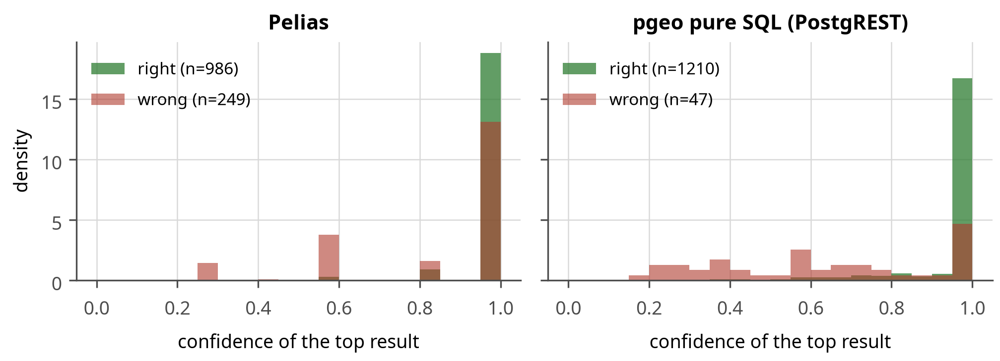 Pelias
right (n=986)
wrong (n=249)
density
15
10
5
0
0.0 0.2 0.4 0.6 0.8 1.0
confidence of the top result
pgeo pure SQL (PostgREST)
right (n=1210)
wrong (n=47)
0.0 0.2 0.4 0.6 0.8 1.0
confidence of the top result